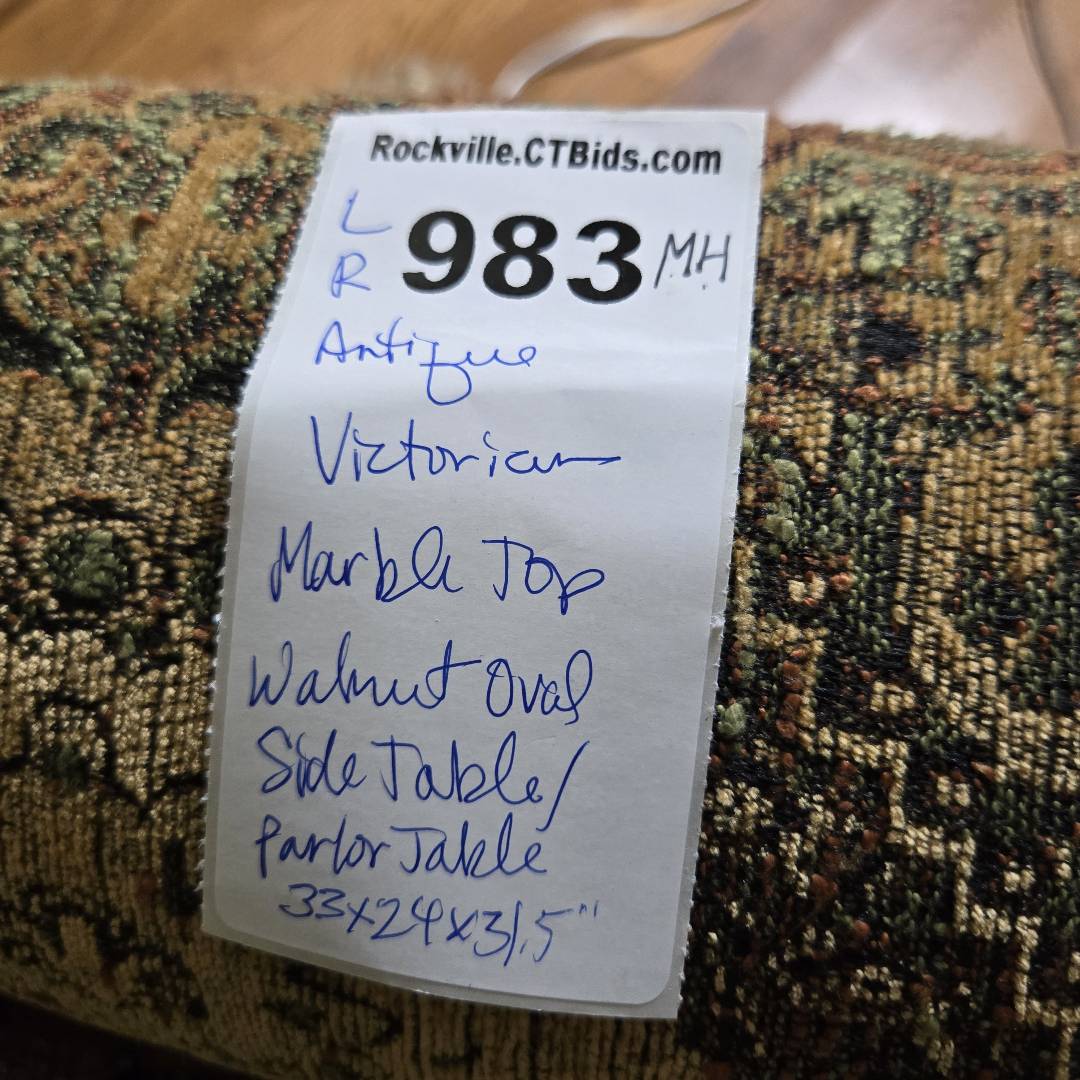 Rockville.CTBids.com
L
R 983 MH
Antique
Victorian
Marble Top
Walnut Oval
Side Table/
Parlor Table
33x24x31.5"